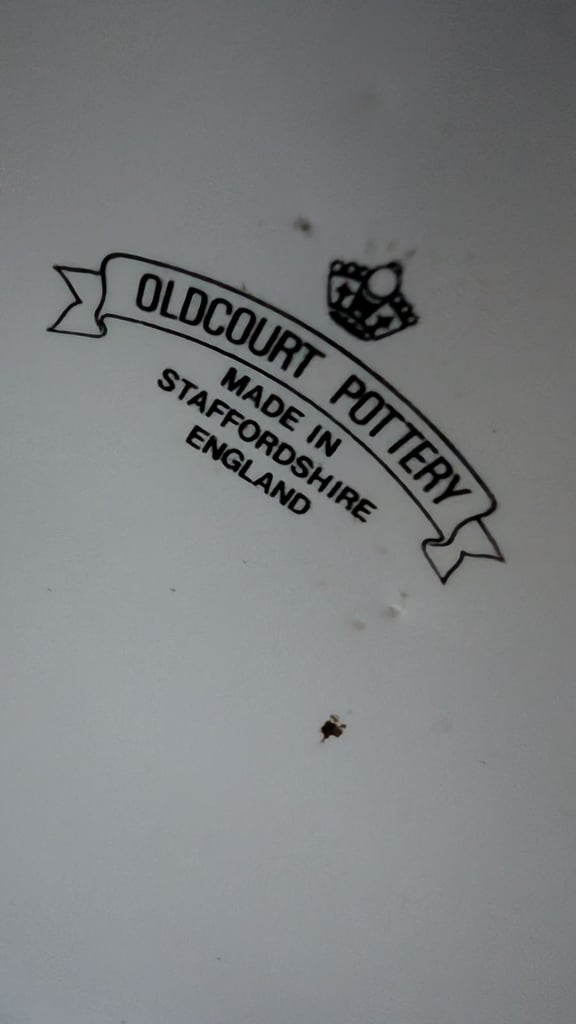 OLDCOURT POTTERY
MADE IN
STAFFORDSHIRE
ENGLAND